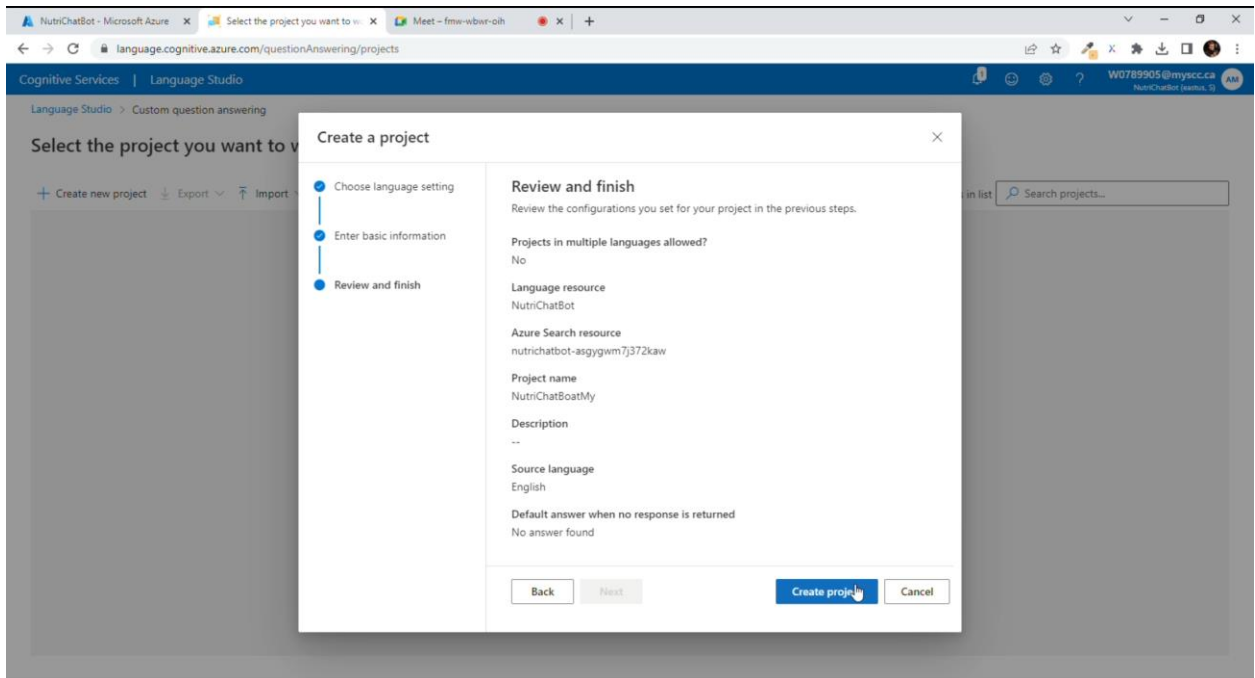 NutriChatBot - Microsoft Azure
Select the project you want to w
Meet – fmw-wbwr-oih
language.cognitive.azure.com/questionAnswering/projects
Cognitive Services | Language Studio
1
?
W0789905@myscc.ca
NutriChatBot (eastus, S)
AM
Language Studio > Custom question answering
Select the project you want to w
+ Create new project
Export
Import
in list
Search projects...
Create a project
Choose language setting
Enter basic information
Review and finish
Review and finish
Review the configurations you set for your project in the previous steps.
Projects in multiple languages allowed?
No
Language resource
NutriChatBot
Azure Search resource
nutrichatbot-asgygwm7j372kaw
Project name
NutriChatBoatMy
Description
--
Source language
English
Default answer when no response is returned
No answer found
Back
Next
Create proje
Cancel